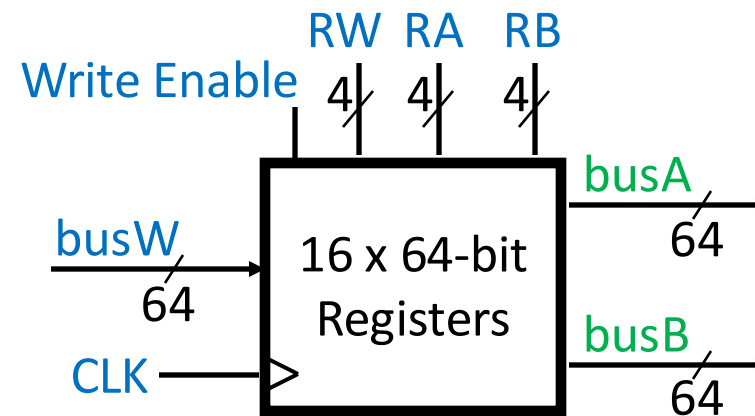 RW RA RB
Write Enable
4 4 4
busA
64
busW
64
16 x 64-bit
Registers
busB
64
CLK